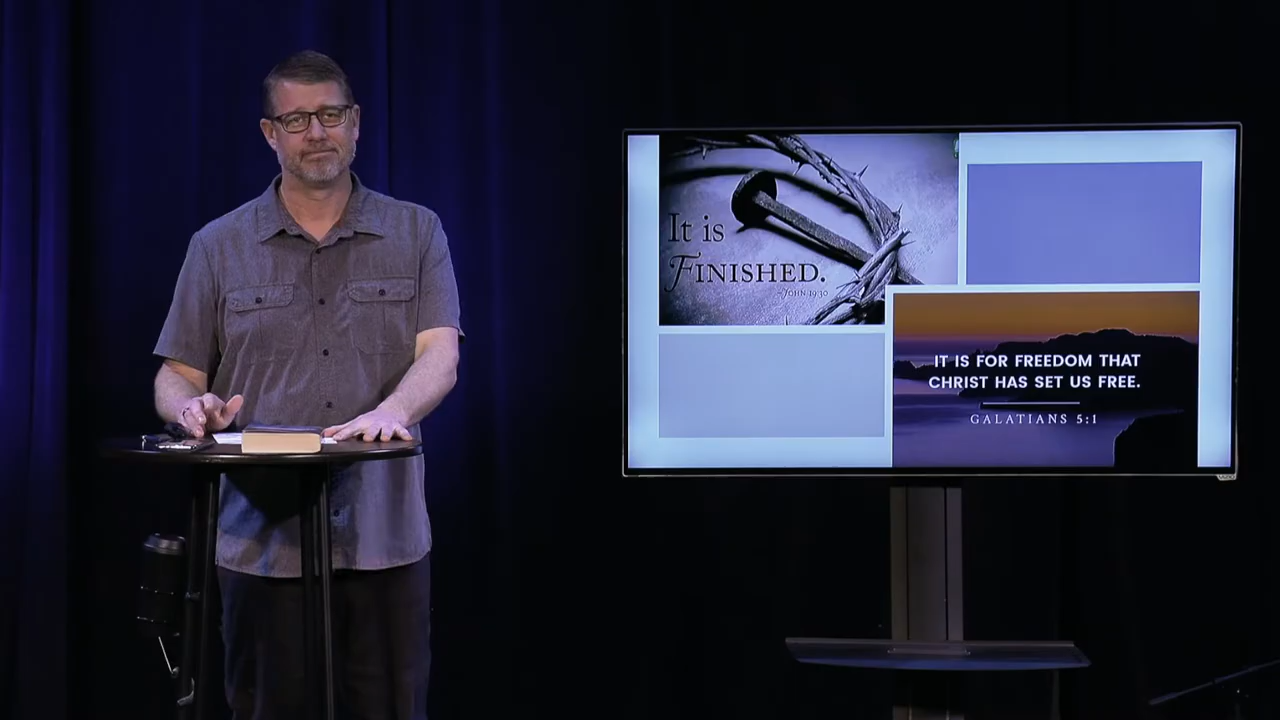 It is
FINISHED.
~JOHN 19:30
IT IS FOR FREEDOM THAT
CHRIST HAS SET US FREE.
GALATIANS 5:1